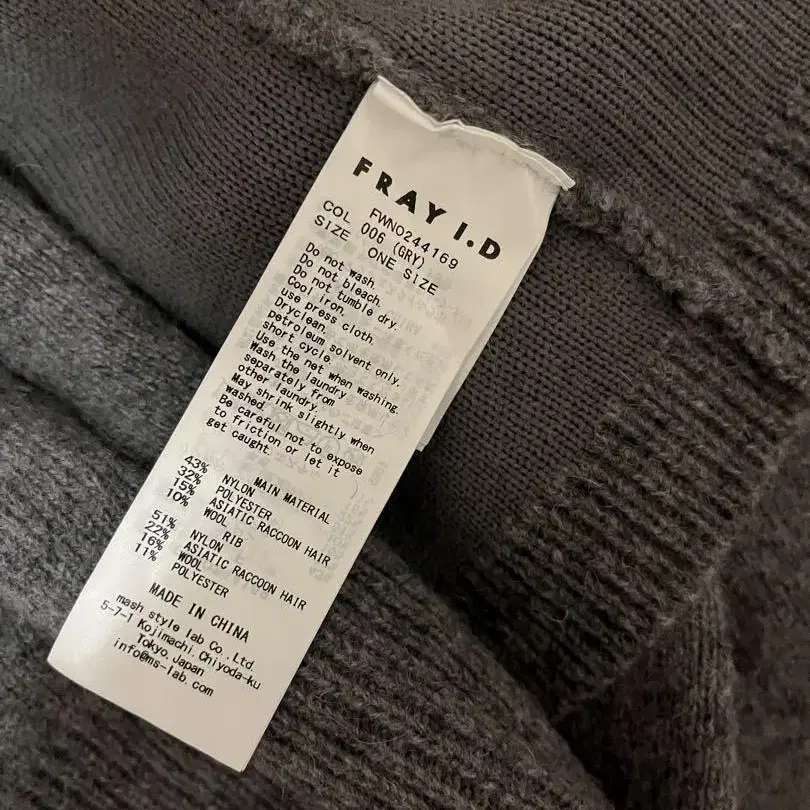 FRAY I.D
FWNO244169
COL 006 (GRY)
SIZE ONE SIZE
Do not wash.
Do not bleach.
Do not tumble dry.
Cool iron.
use press cloth.
Dryclean.
petroleum solvent only.
short cycle.
Use the net when washing.
Wash the laundry
separately from
other laundry.
May shrink slightly when
washed.
Be careful not to expose
to friction or let it
get caught.
MAIN MATERIAL
43% NYLON
32% POLYESTER
15% ASIATIC RACCOON HAIR
10% WOOL
RIB
51% NYLON
22% ASIATIC RACCOON HAIR
16% WOOL
11% POLYESTER
MADE IN CHINA
mash style lab Co., Ltd.
5-7-1 Kojimachi, Chiyoda-ku
Tokyo, Japan
info@ms-lab.com